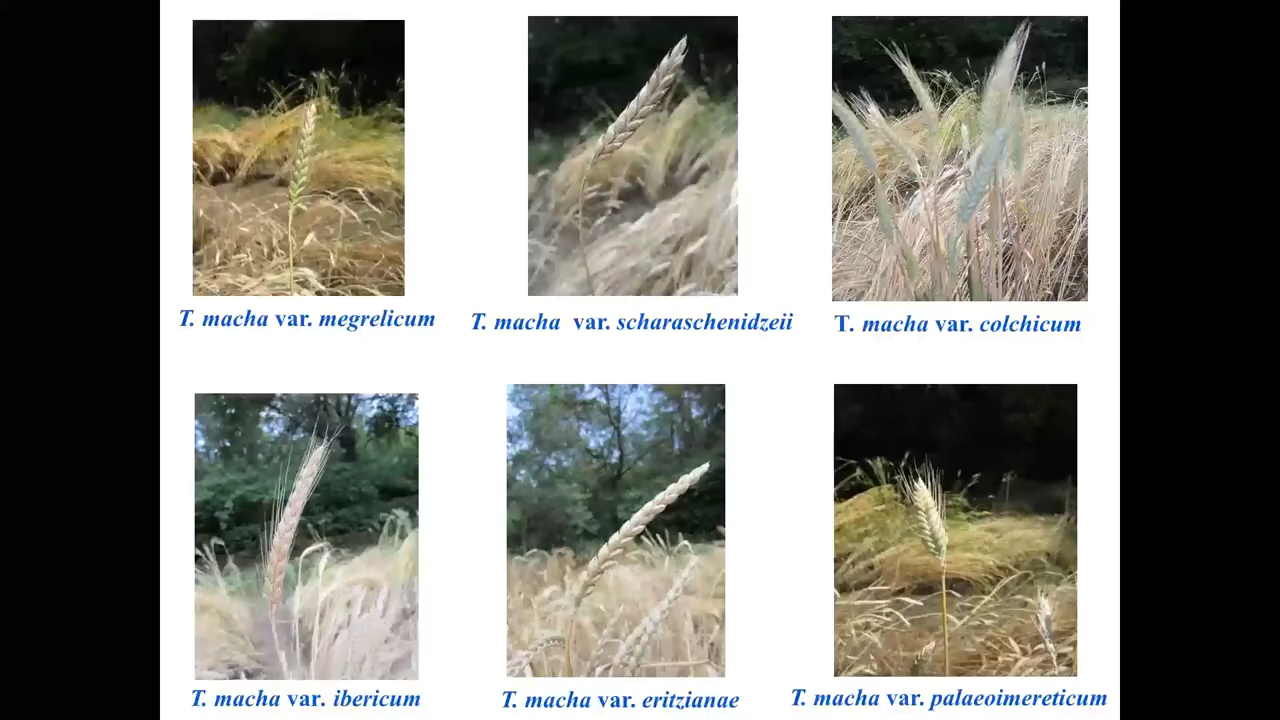 T. macha var. megrelicum
T. macha var. scharaschenidzeii
T. macha var. colchicum
T. macha var. ibericum
T. macha var. eritzianae
T. macha var. palaeoimereticum